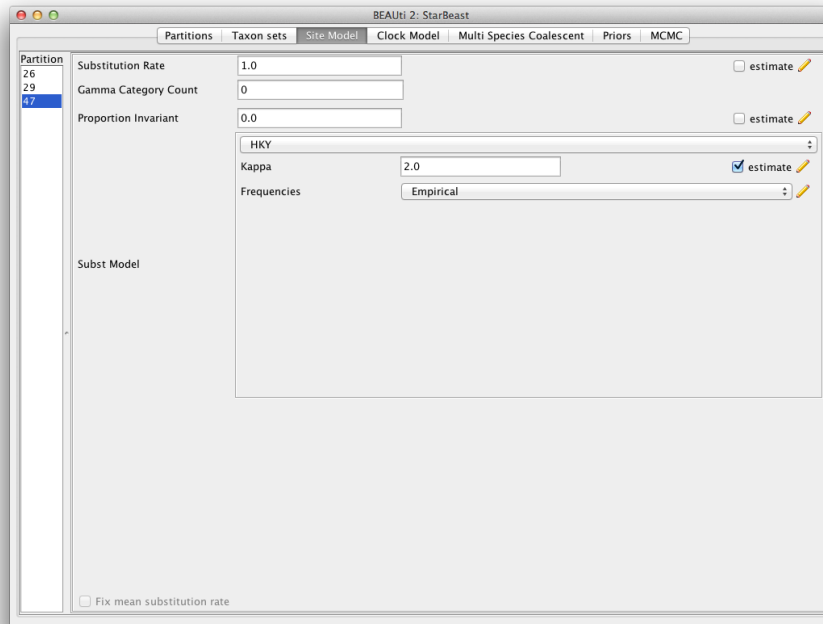 BEAUti 2: StarBeast
Partitions Taxon sets Site Model Clock Model Multi Species Coalescent Priors MCMC
Partition
26
29
47
Substitution Rate 1.0 estimate
Gamma Category Count 0
Proportion Invariant 0.0 estimate
HKY
Kappa 2.0 estimate
Frequencies Empirical
Subst Model
Fix mean substitution rate